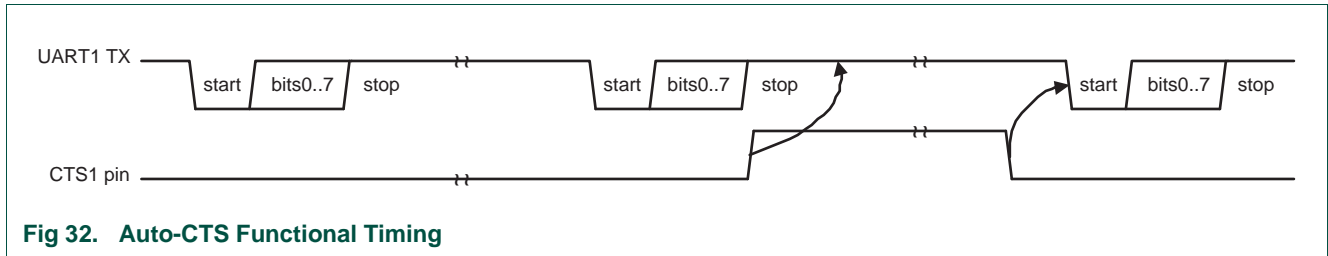 UART1 TX
start bits0..7 stop
start bits0..7 stop
start bits0..7 stop
CTS1 pin
Fig 32. Auto-CTS Functional Timing